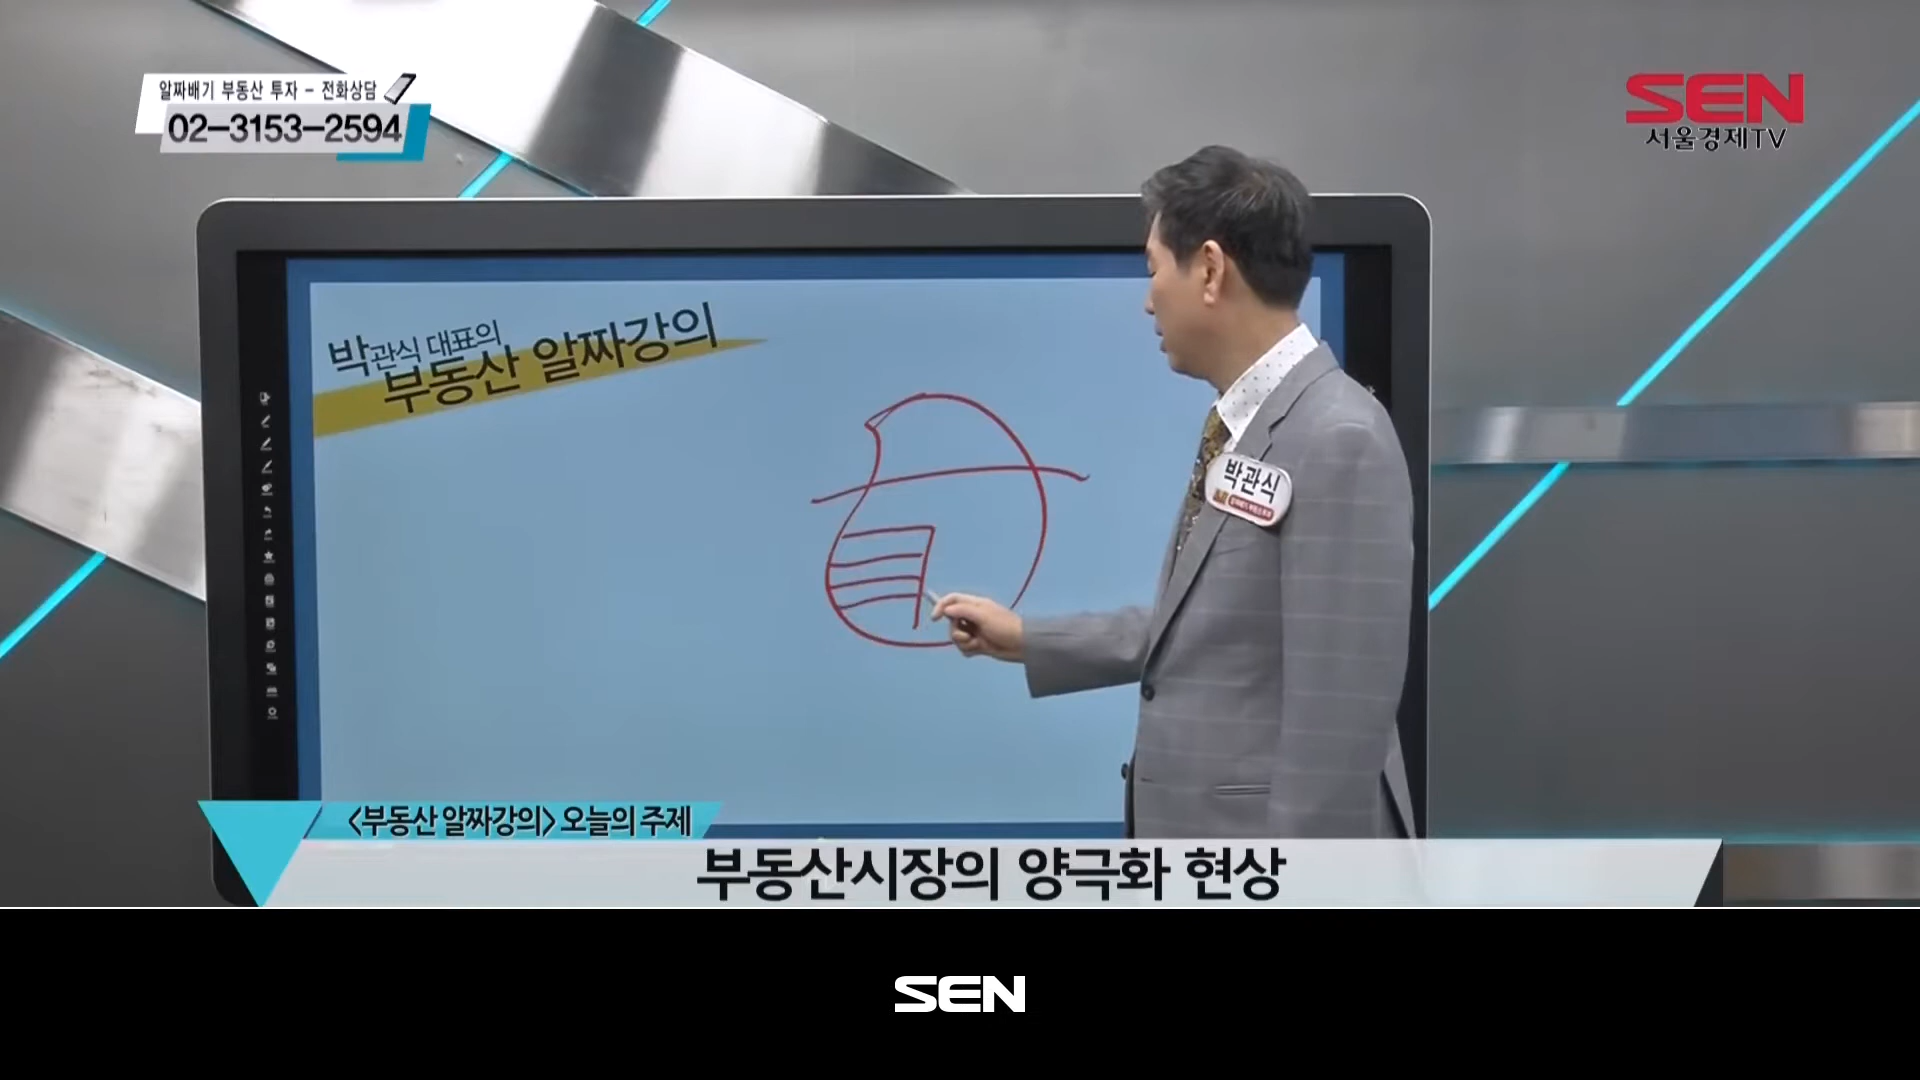 알짜배기 부동산 투자 - 전화상담
02-3153-2594
SEN
서울경제TV
박관식 대표의
부동산 알짜강의
박관식
<부동산 알짜강의> 오늘의 주제
부동산시장의 양극화 현상
SEN